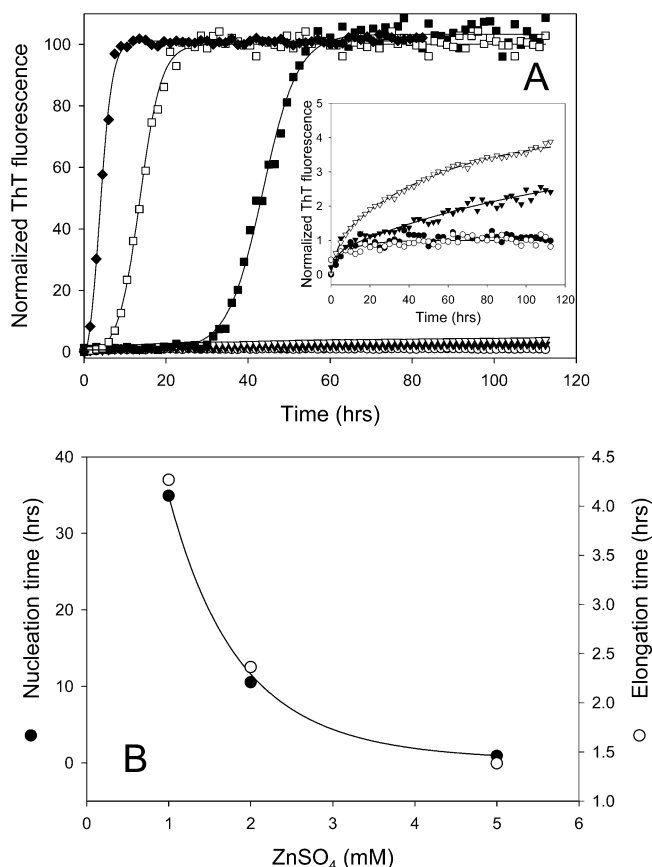 A
Normalized ThT fluorescence
100
80
60
40
20
0
0 20 40 60 80 100 120
Time (hrs)
Normalized ThT fluorescence
5
4
3
2
1
0
0 20 40 60 80 100 120
Time (hrs)
B
Nucleation time (hrs)
40
30
20
10
0
Elongation time (hrs)
4.5
4.0
3.5
3.0
2.5
2.0
1.5
1.0
0 1 2 3 4 5 6
ZnSO₄ (mM)